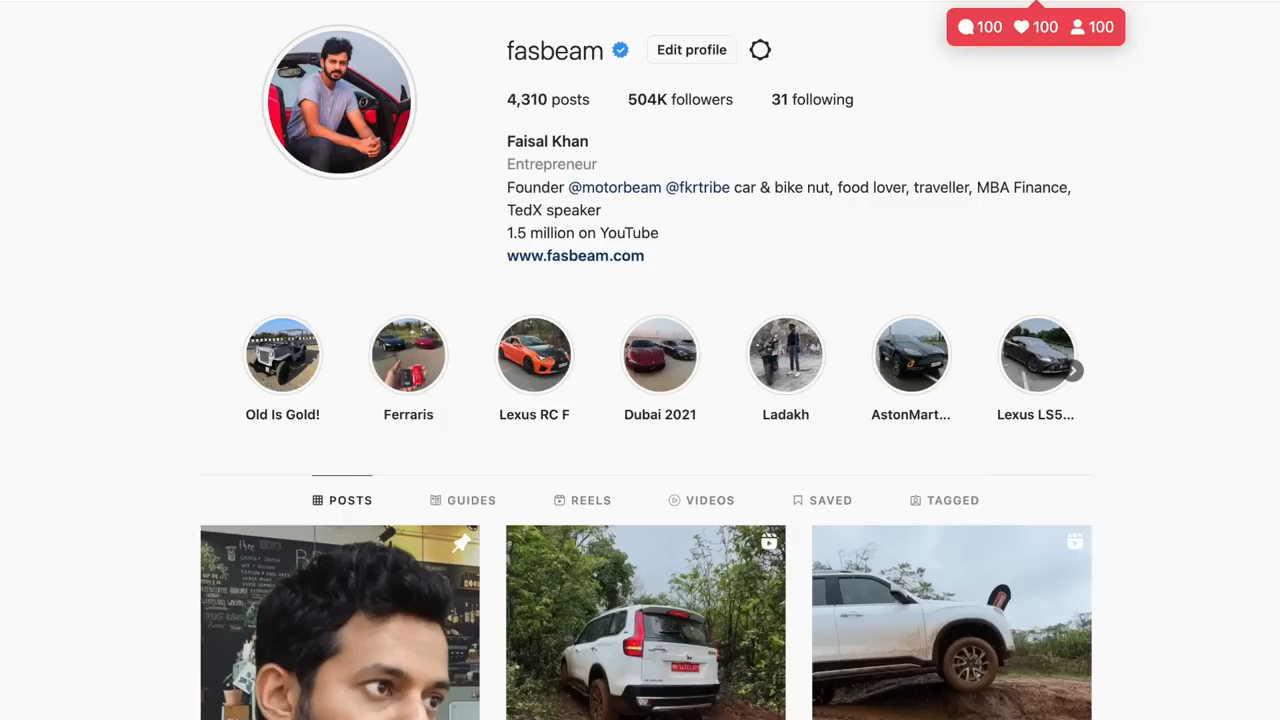 100 100 100
fasbeam Edit profile
4,310 posts 504K followers 31 following
Faisal Khan
Entrepreneur
Founder @motorbeam @fkrtribe car & bike nut, food lover, traveller, MBA Finance,
TedX speaker
1.5 million on YouTube
www.fasbeam.com
Old Is Gold! Ferraris Lexus RC F Dubai 2021 Ladakh AstonMart... Lexus LS5...
POSTS GUIDES REELS VIDEOS SAVED TAGGED